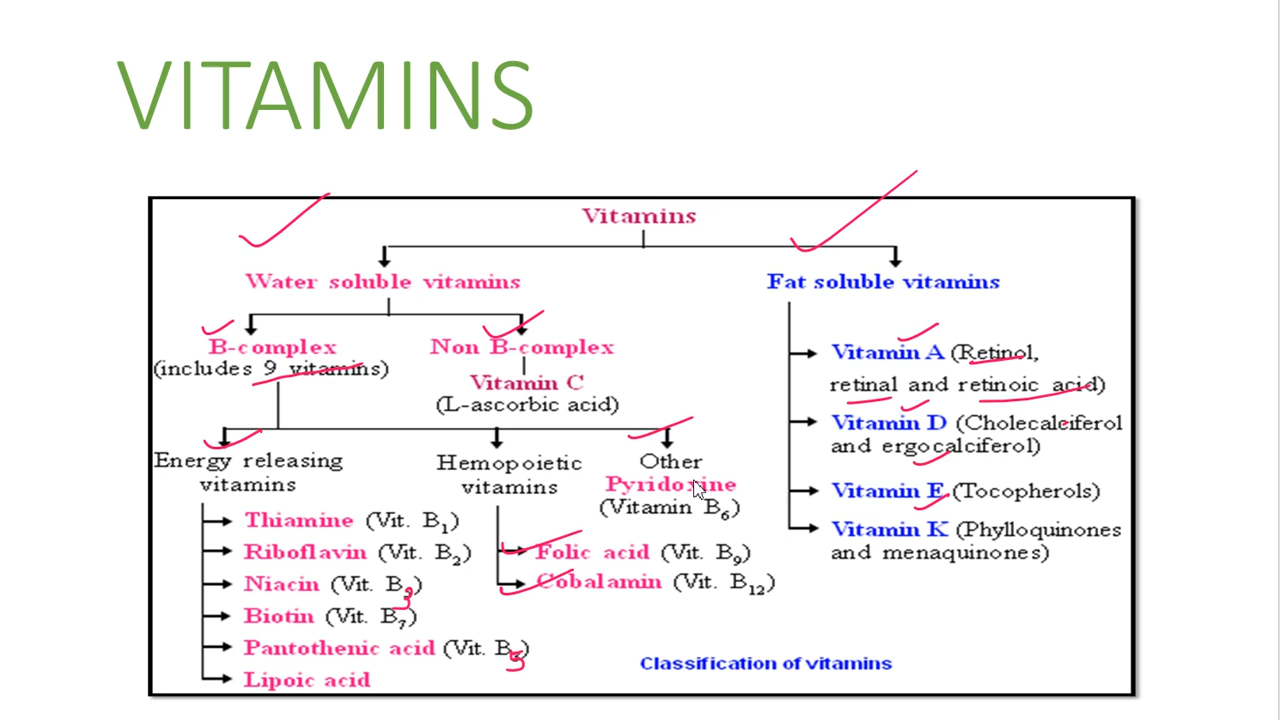 VITAMINS
Vitamins
Water soluble vitamins
Fat soluble vitamins
B-complex
(includes 9 vitamins)
Non B-complex
Vitamin C
(L-ascorbic acid)
Energy releasing
vitamins
Thiamine (Vit. B₁)
Riboflavin (Vit. B₂)
Niacin (Vit. B₃)
Biotin (Vit. B₇)
Pantothenic acid (Vit. B₅)
Lipoic acid
Hemopoietic
vitamins
Folic acid (Vit. B₉)
Cobalamin (Vit. B₁₂)
Other
Pyridoxine
(Vitamin B₆)
Vitamin A (Retinol,
retinal and retinoic acid)
Vitamin D (Cholecalciferol
and ergocalciferol)
Vitamin E (Tocopherols)
Vitamin K (Phylloquinones
and menaquinones)
Classification of vitamins